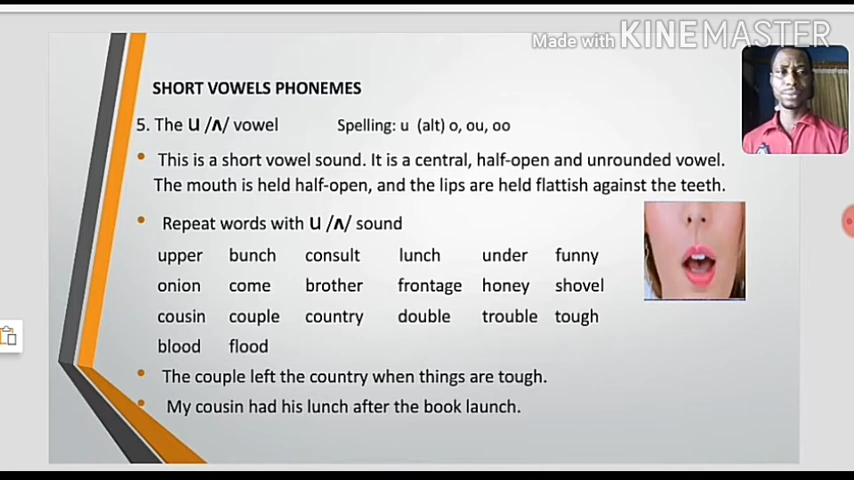 Made with KINEMASTER
SHORT VOWELS PHONEMES
5. The u /ʌ/ vowel Spelling: u (alt) o, ou, oo
• This is a short vowel sound. It is a central, half-open and unrounded vowel.
The mouth is held half-open, and the lips are held flattish against the teeth.
• Repeat words with u /ʌ/ sound
upper bunch consult lunch under funny
onion come brother frontage honey shovel
cousin couple country double trouble tough
blood flood
• The couple left the country when things are tough.
• My cousin had his lunch after the book launch.